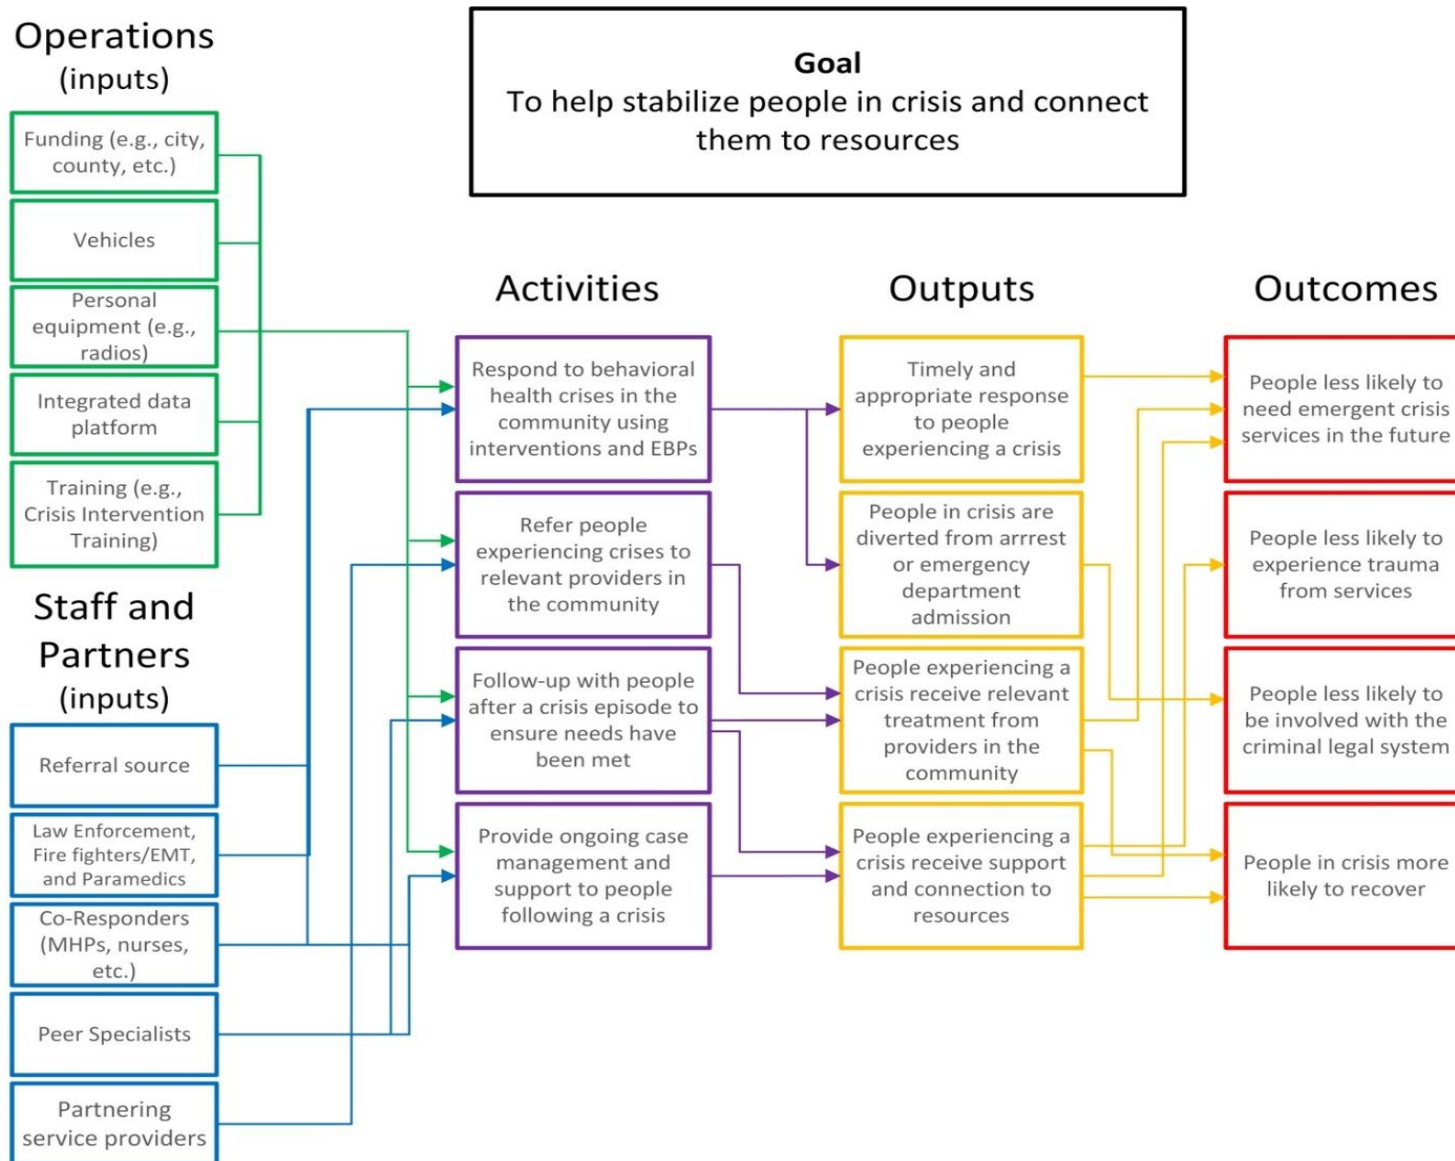 Operations
(inputs)
Funding (e.g., city,
county, etc.)
Vehicles
Personal
equipment (e.g.,
radios)
Integrated data
platform
Training (e.g.,
Crisis Intervention
Training)
Staff and
Partners
(inputs)
Referral source
Law Enforcement,
Fire fighters/EMT,
and Paramedics
Co-Responders
(MHPs, nurses,
etc.)
Peer Specialists
Partnering
service providers
Goal
To help stabilize people in crisis and connect
them to resources
Activities
Respond to behavioral
health crises in the
community using
interventions and EBPs
Refer people
experiencing crises to
relevant providers in
the community
Follow-up with people
after a crisis episode to
ensure needs have
been met
Provide ongoing case
management and
support to people
following a crisis
Outputs
Timely and
appropriate response
to people
experiencing a crisis
People in crisis are
diverted from arrrest
or emergency
department
admission
People experiencing a
crisis receive relevant
treatment from
providers in the
community
People experiencing a
crisis receive support
and connection to
resources
Outcomes
People less likely to
need emergent crisis
services in the future
People less likely to
experience trauma
from services
People less likely to
be involved with the
criminal legal system
People in crisis more
likely to recover